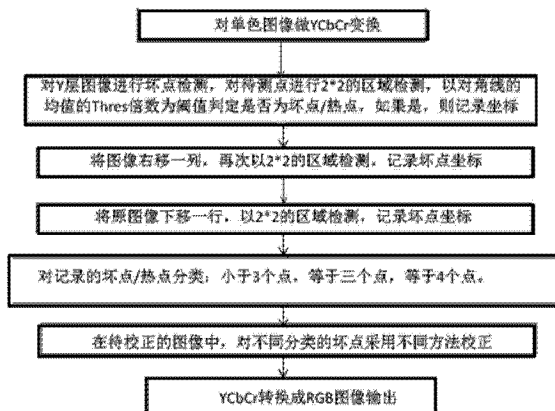 对单色图像做YCbCr变换
对Y层图像进行坏点检测，对待测点进行2*2的区域检测，以对角线的
均值的Thres倍数为阈值判定是否为坏点/热点，如果是，则记录坐标
将图像右移一列，再次以2*2的区域检测，记录坏点坐标
将原图像下移一行，以2*2的区域检测，记录坏点坐标
对记录的坏点/热点分类：小于3个点，等于三个点，等于4个点。
在待校正的图像中，对不同分类的坏点采用不同方法校正
YCbCr转换成RGB图像输出